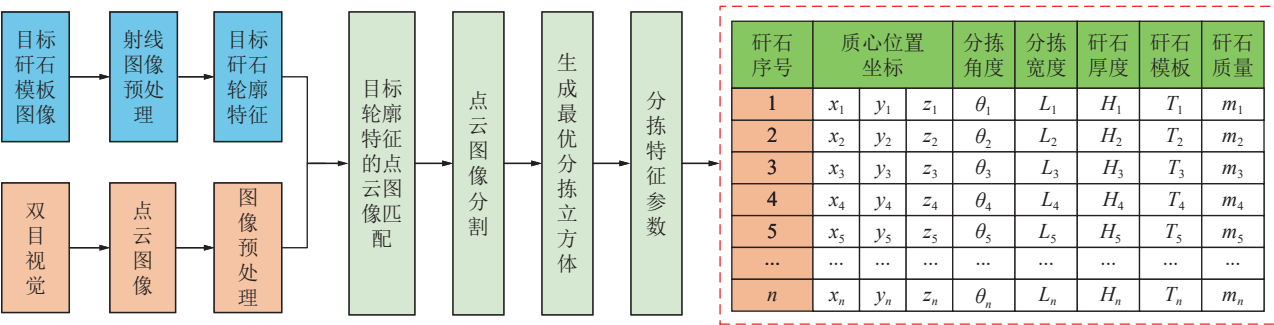 目标
矸石
模板
图像
射线
图像
预处
理
目标
矸石
轮廓
特征
双
目
视
觉
点
云
图
像
图
像
预
处
理
目标
轮廓
特征
的点
云图
像匹
配
点
云
图
像
分
割
生
成
最
优
分
拣
立
方
体
分
拣
特
征
参
数
矸石序号 质心位置坐标 分拣角度 分拣宽度 矸石厚度 矸石模板 矸石质量
1 x₁ y₁ z₁ θ₁ L₁ H₁ T₁ m₁
2 x₂ y₂ z₂ θ₂ L₂ H₂ T₂ m₂
3 x₃ y₃ z₃ θ₃ L₃ H₃ T₃ m₃
4 x₄ y₄ z₄ θ₄ L₄ H₄ T₄ m₄
5 x₅ y₅ z₅ θ₅ L₅ H₅ T₅ m₅
... ... ... ... ... ... ... ... ...
n xₙ yₙ zₙ θₙ Lₙ Hₙ Tₙ mₙ